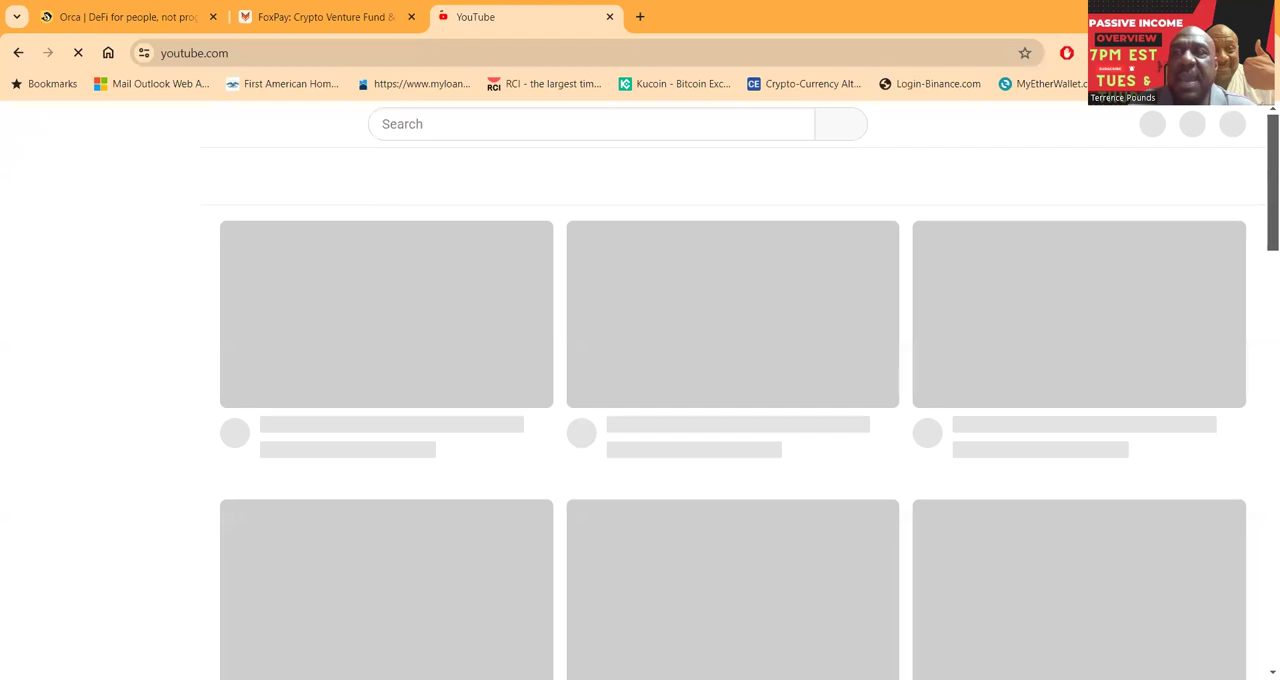 Orca | DeFi for people, not prog
FoxPay: Crypto Venture Fund &
YouTube
youtube.com
Bookmarks
Mail Outlook Web A...
First American Hom...
https://www.myloan...
RCI - the largest tim...
Kucoin - Bitcoin Exc...
Crypto-Currency Alt...
Login-Binance.com
MyEtherWallet.c
PASSIVE INCOME
OVERVIEW
7PM EST
TUES &
Terrence Pounds
Search